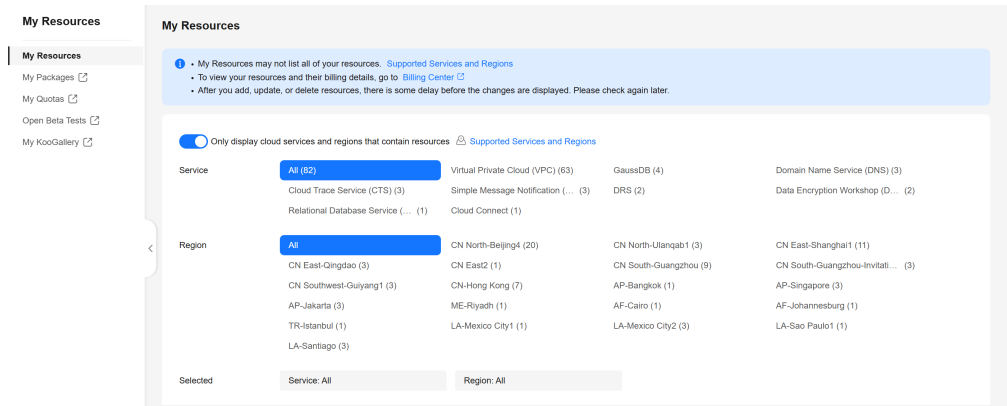 My Resources
My Resources
My Packages
My Quotas
Open Beta Tests
My KooGallery
My Resources
• My Resources may not list all of your resources. Supported Services and Regions
• To view your resources and their billing details, go to Billing Center
• After you add, update, or delete resources, there is some delay before the changes are displayed. Please check again later.
Only display cloud services and regions that contain resources Supported Services and Regions
Service All (82) Virtual Private Cloud (VPC) (63) GaussDB (4) Domain Name Service (DNS) (3)
Cloud Trace Service (CTS) (3) Simple Message Notification (... (3) DRS (2) Data Encryption Workshop (D... (2)
Relational Database Service (... (1) Cloud Connect (1)
Region All CN North-Beijing4 (20) CN North-Ulanqab1 (3) CN East-Shanghai1 (11)
CN East-Qingdao (3) CN East2 (1) CN South-Guangzhou (9) CN South-Guangzhou-Invitati... (3)
CN Southwest-Guiyang1 (3) CN-Hong Kong (7) AP-Bangkok (1) AP-Singapore (3)
AP-Jakarta (3) ME-Riyadh (1) AF-Cairo (1) AF-Johannesburg (1)
TR-Istanbul (1) LA-Mexico City1 (1) LA-Mexico City2 (3) LA-Sao Paulo1 (1)
LA-Santiago (3)
Selected Service: All Region: All